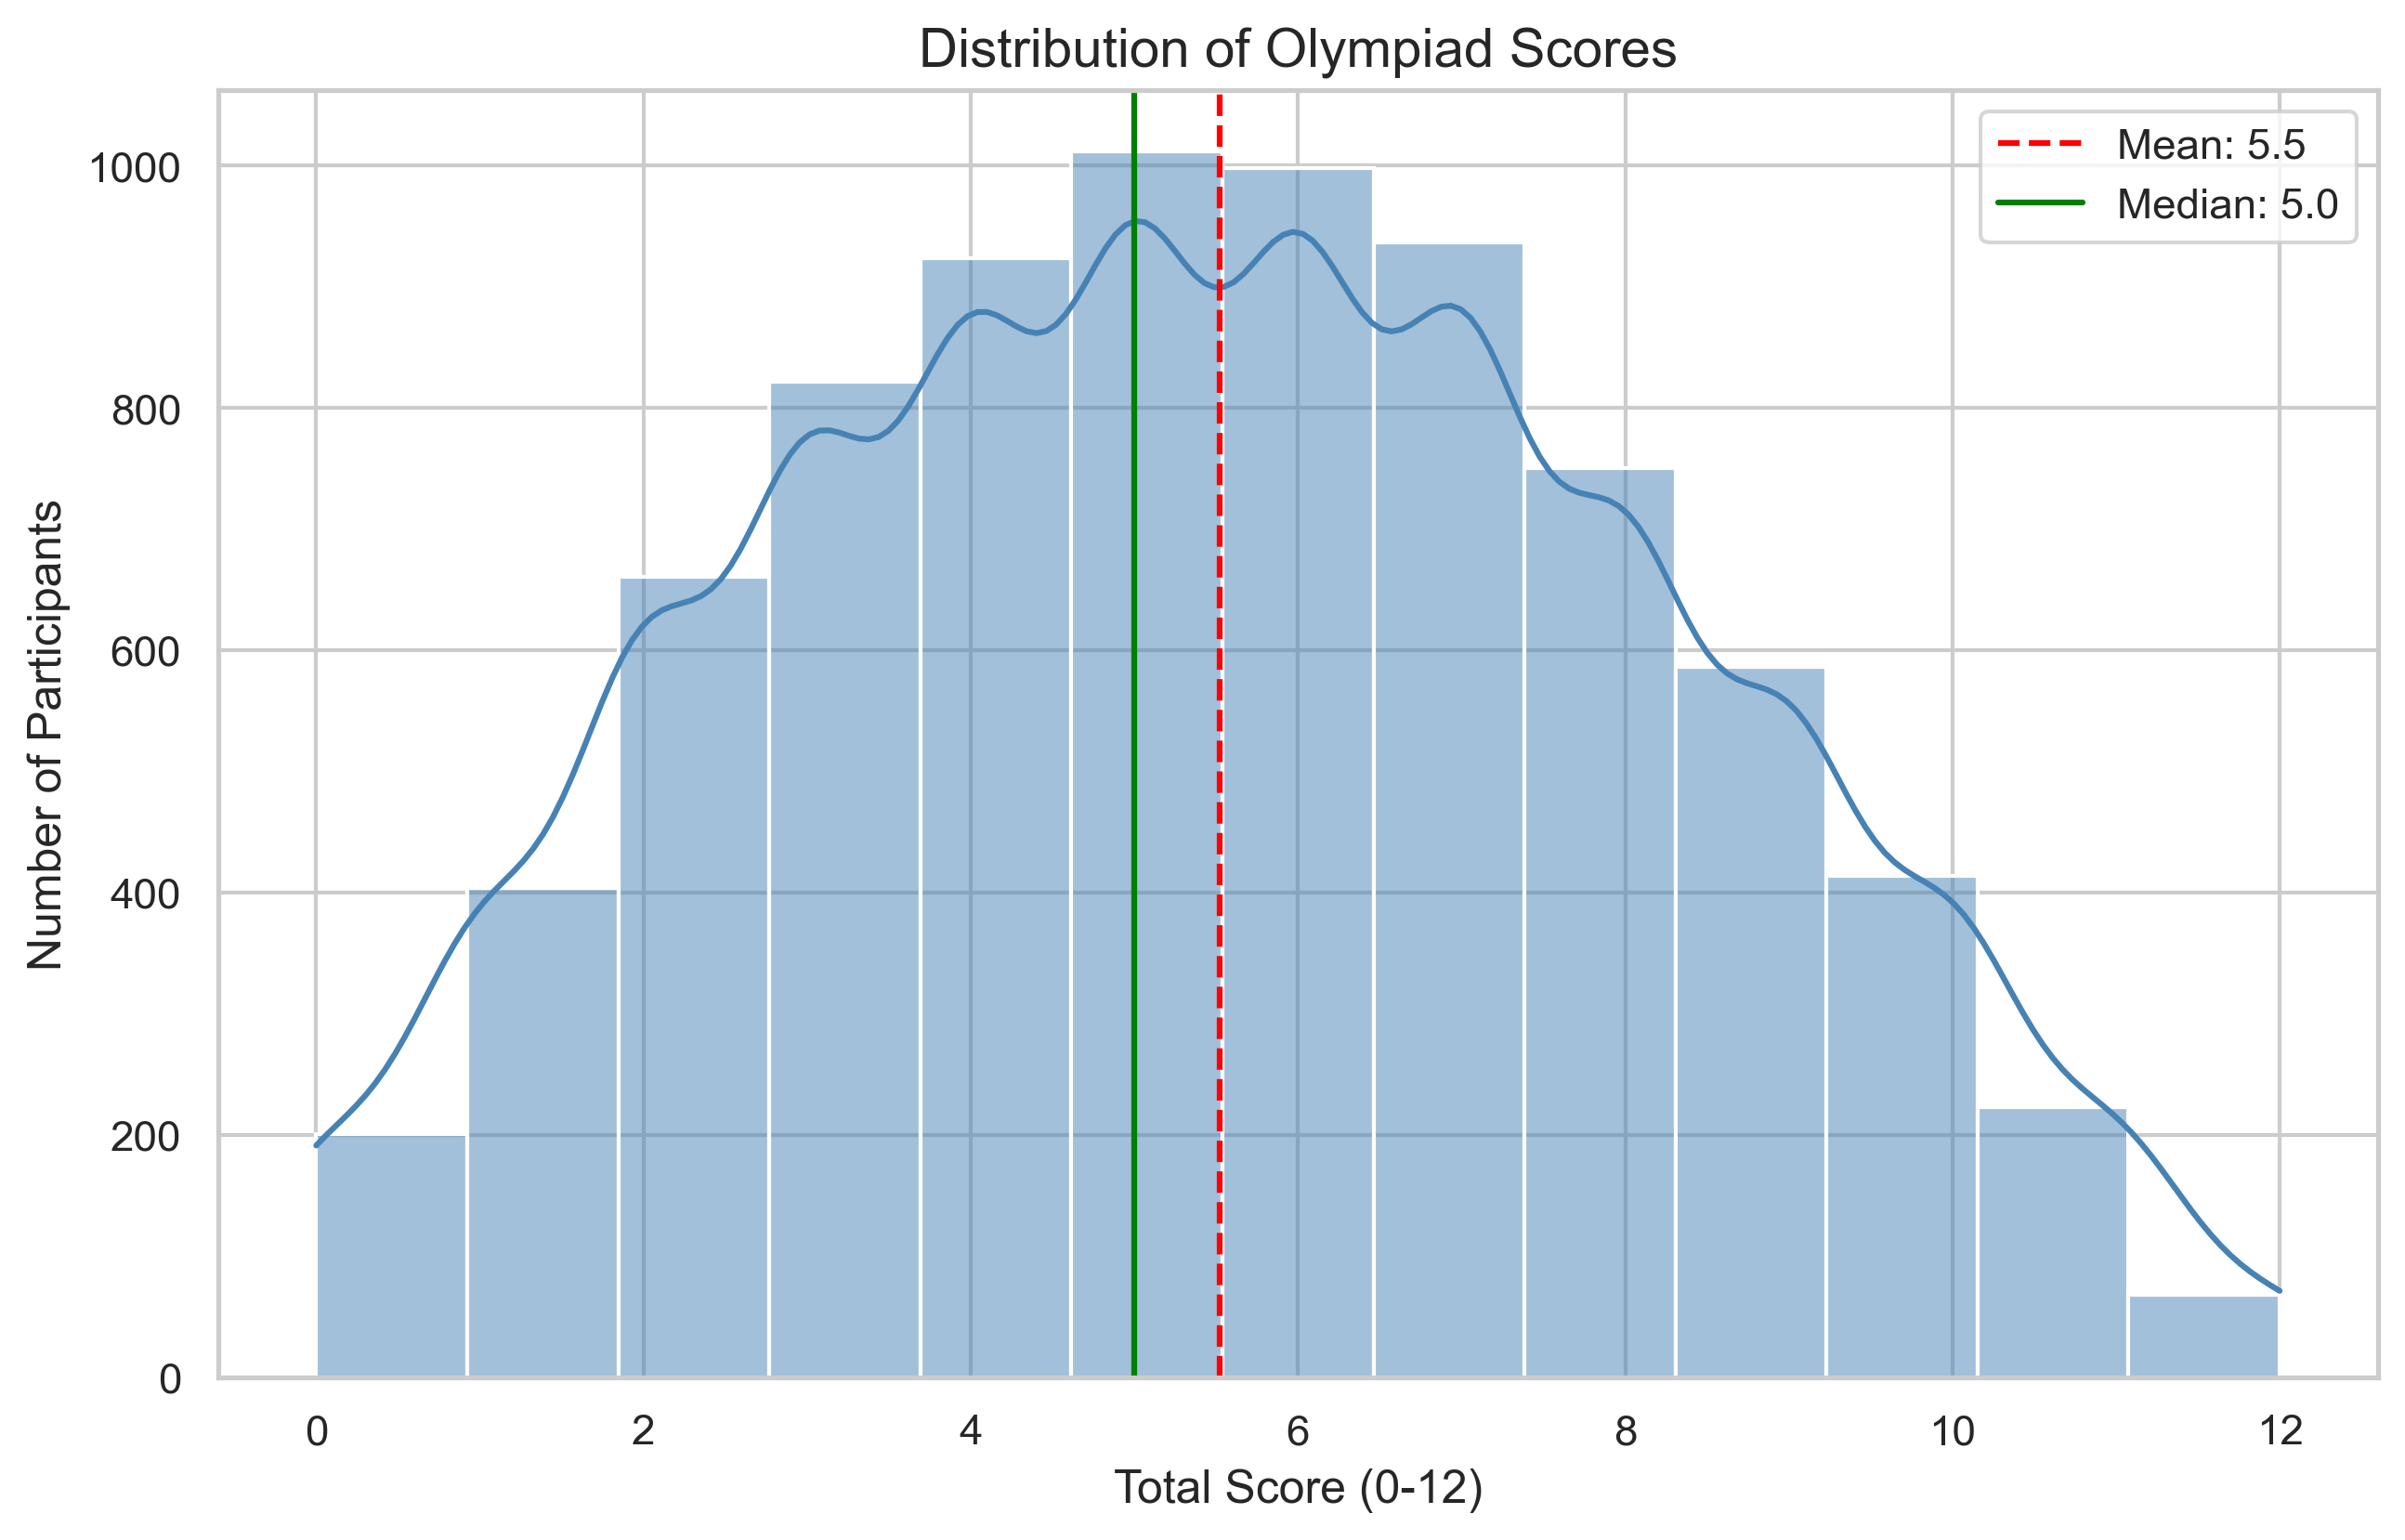 Distribution of Olympiad Scores
Mean: 5.5
Median: 5.0
Number of Participants
1000
800
600
400
200
0
0 2 4 6 8 10 12
Total Score (0-12)